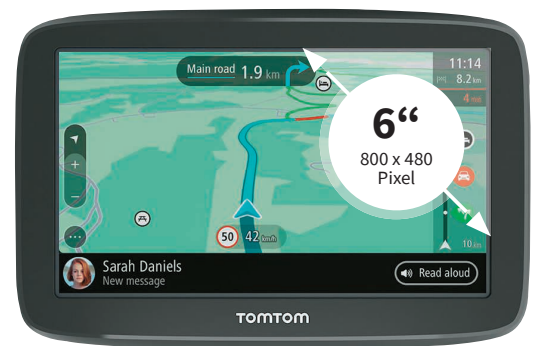 Main road 1.9 km
11:14
8.2 km
4 min
6“
800 x 480
Pixel
+
−
50 42 km/h
10 km
Sarah Daniels
New message
Read aloud
TOMTOM